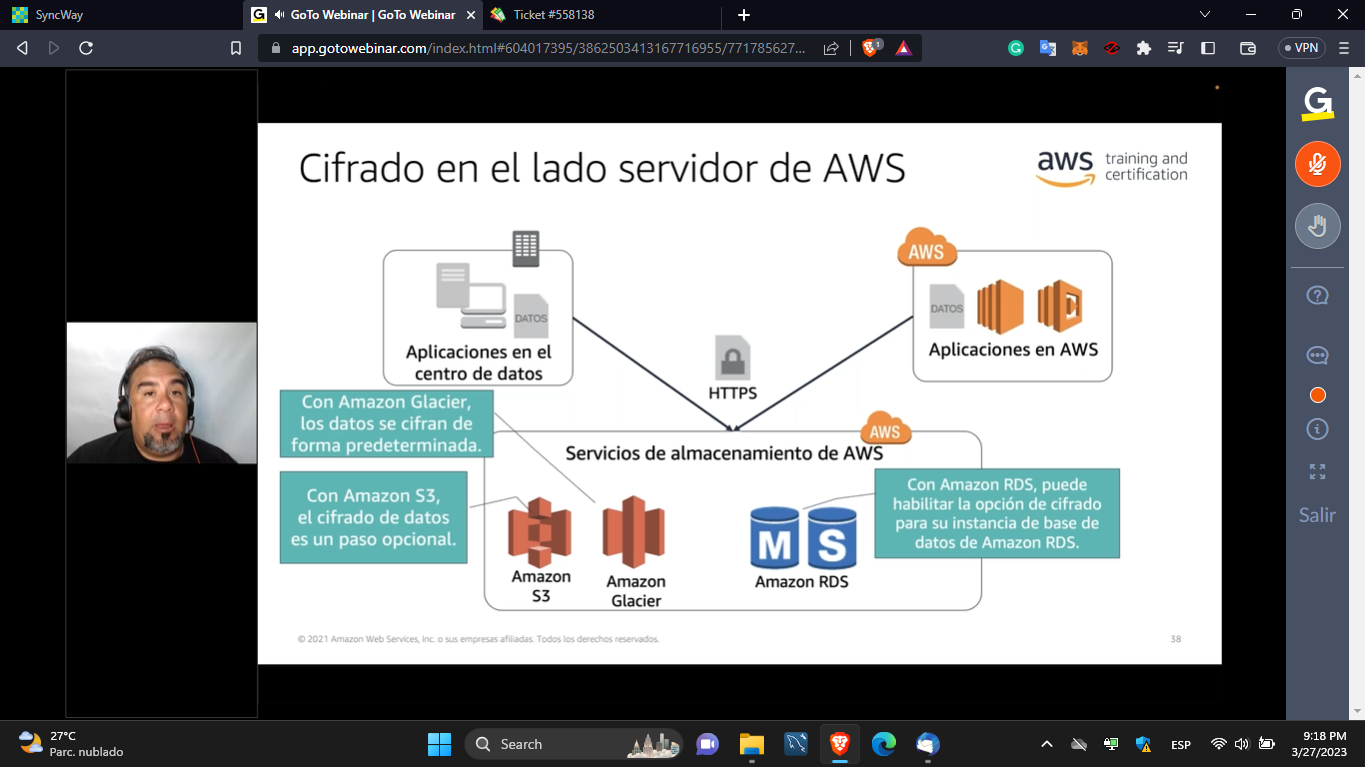 SyncWay
GoTo Webinar | GoTo Webinar
Ticket #558138
app.gotowebinar.com/index.html#604017395/3862503413167716955/771785627...
1
VPN
Cifrado en el lado servidor de AWS
aws training and
certification
AWS
DATOS
DATOS
Aplicaciones en el
centro de datos
Aplicaciones en AWS
HTTPS
Con Amazon Glacier,
los datos se cifran de
forma predeterminada.
AWS
Servicios de almacenamiento de AWS
Con Amazon S3,
el cifrado de datos
es un paso opcional.
Con Amazon RDS, puede
habilitar la opción de cifrado
para su instancia de base de
datos de Amazon RDS.
M S
Amazon
S3
Amazon
Glacier
Amazon RDS
© 2021 Amazon Web Services, Inc. o sus empresas afiliadas. Todos los derechos reservados.
38
Salir
27°C
Parc. nublado
Search
ESP
9:18 PM
3/27/2023